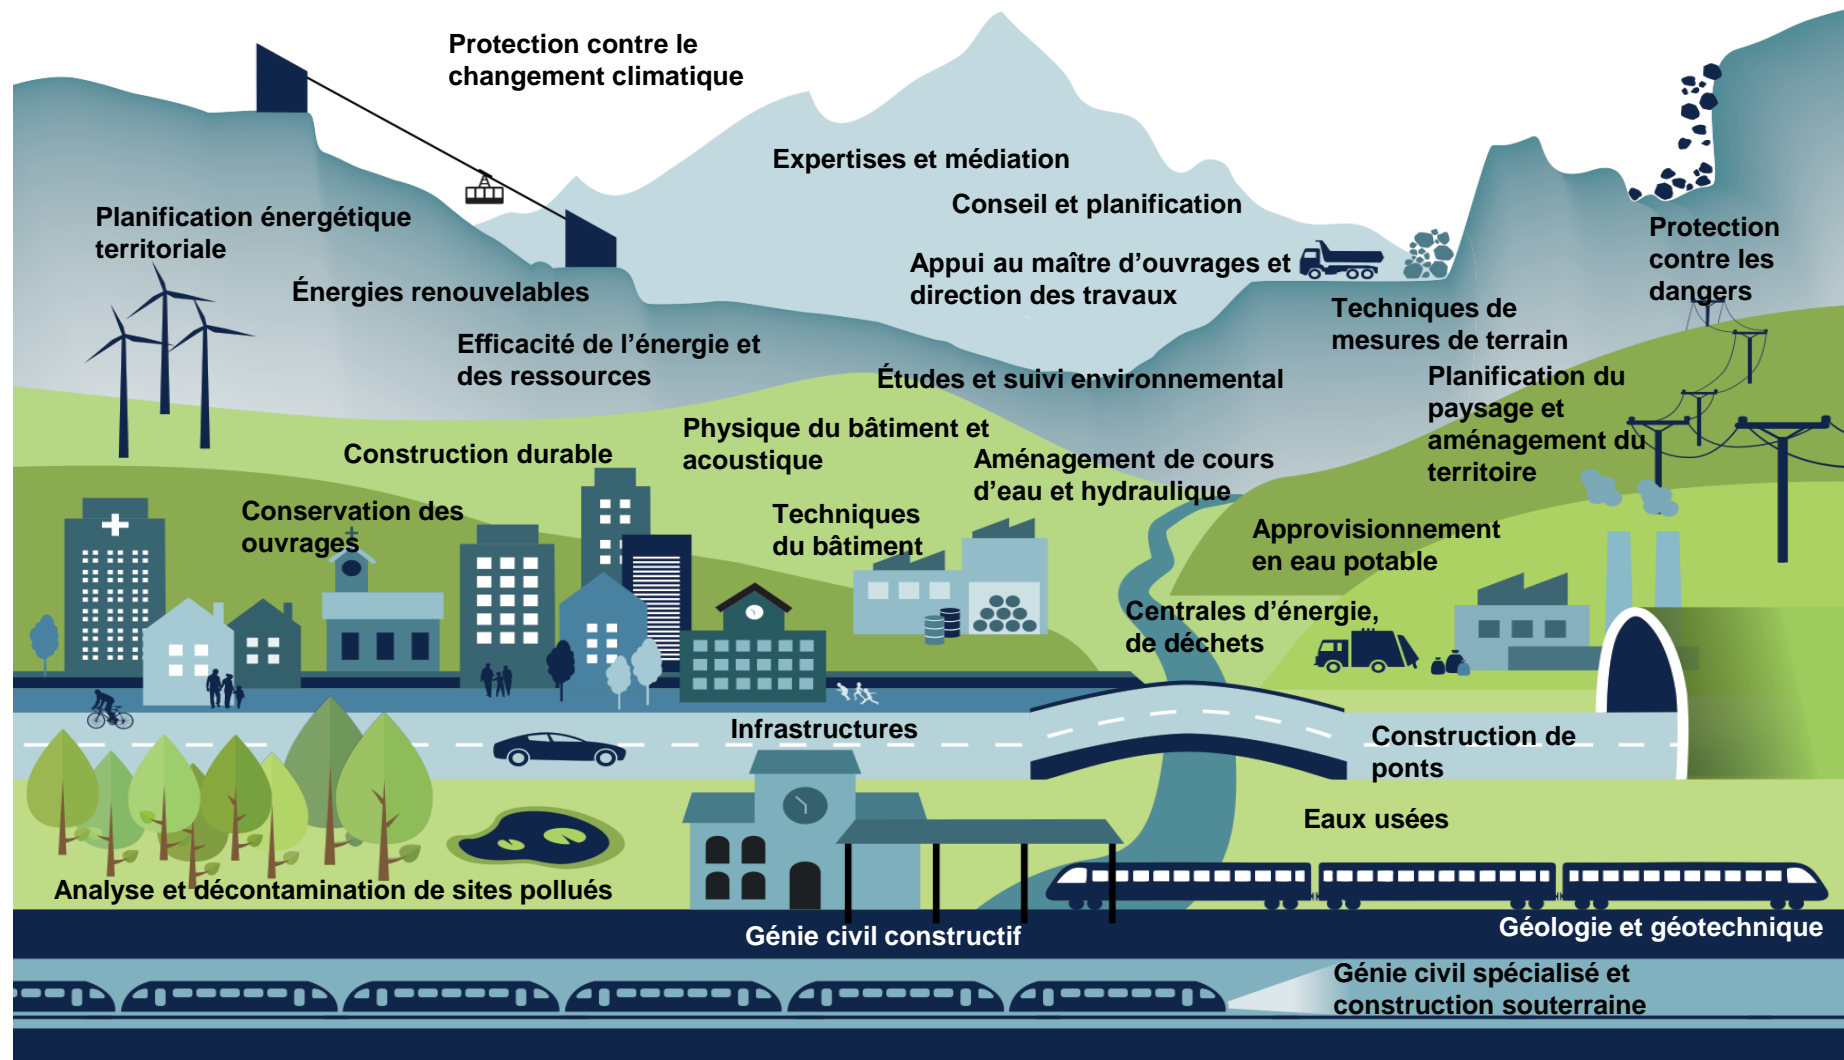 Protection contre le
changement climatique
Expertises et médiation
Conseil et planification
Planification énergétique
territoriale
Protection
contre les
dangers
Appui au maître d’ouvrages et
direction des travaux
Énergies renouvelables
Techniques de
mesures de terrain
Efficacité de l’énergie et
des ressources
Études et suivi environnemental
Planification du
paysage et
aménagement du
territoire
Physique du bâtiment et
acoustique
Construction durable
Aménagement de cours
d’eau et hydraulique
Conservation des
ouvrages
Techniques
du bâtiment
Approvisionnement
en eau potable
Centrales d’énergie,
de déchets
Infrastructures
Construction de
ponts
Eaux usées
Analyse et décontamination de sites pollués
Génie civil constructif
Géologie et géotechnique
Génie civil spécialisé et
construction souterraine